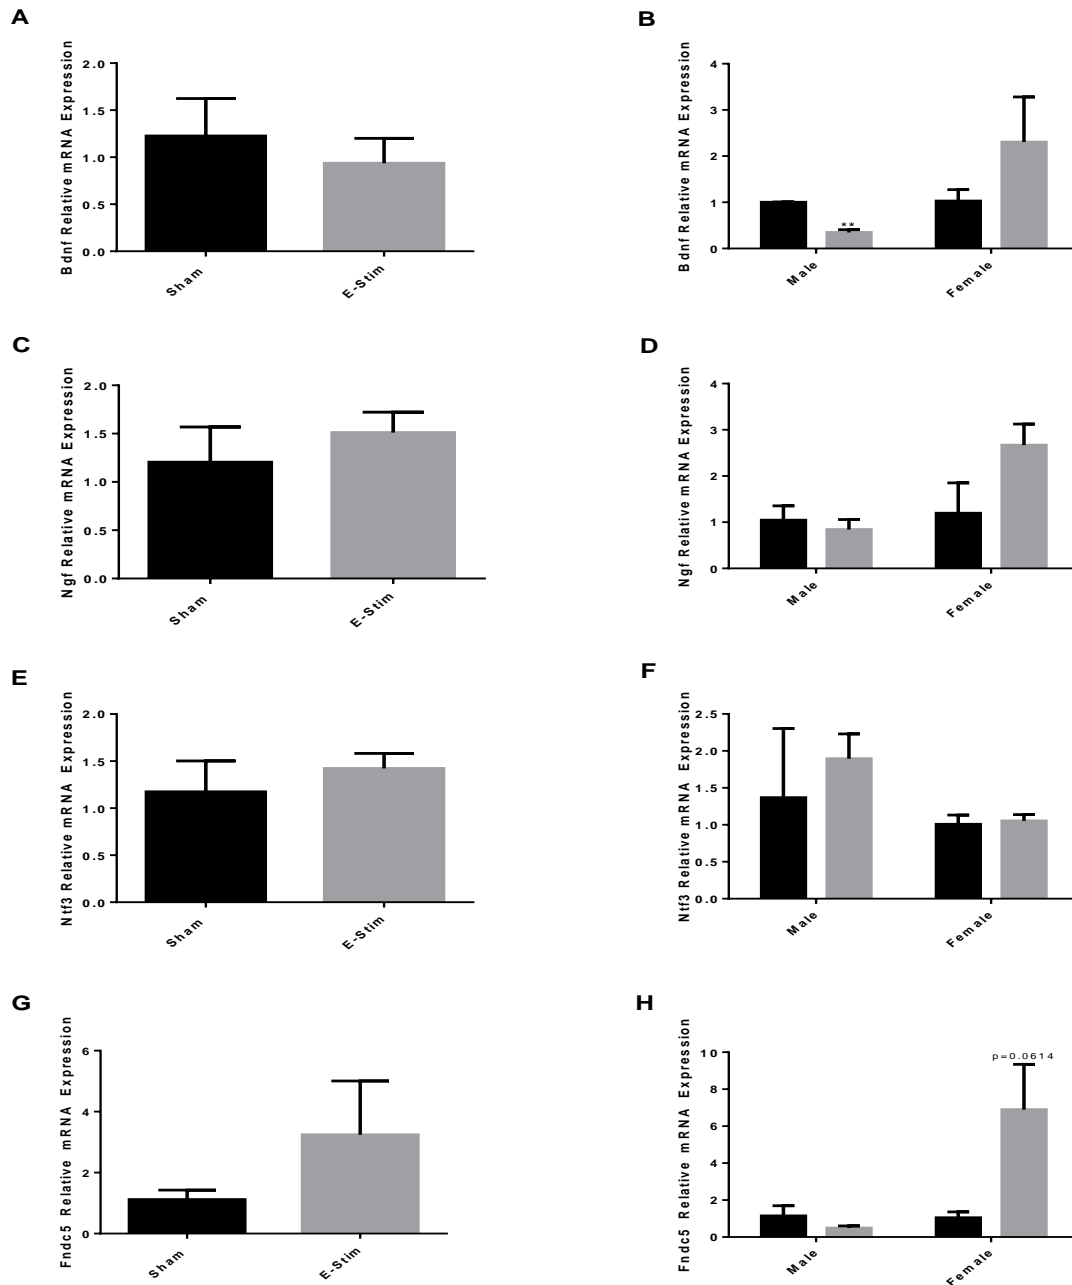 A
Bdnf Relative mRNA Expression
2.0
1.5
1.0
0.5
0.0
Sham
E-Stim
B
Bdnf Relative mRNA Expression
4
3
2
1
0
**
Male
Female
C
Ngf Relative mRNA Expression
2.0
1.5
1.0
0.5
0.0
Sham
E-Stim
D
Ngf Relative mRNA Expression
4
3
2
1
0
Male
Female
E
Ntf3 Relative mRNA Expression
2.0
1.5
1.0
0.5
0.0
Sham
E-Stim
F
Ntf3 Relative mRNA Expression
2.5
2.0
1.5
1.0
0.5
0.0
Male
Female
G
Fndc5 Relative mRNA Expression
6
4
2
0
Sham
E-Stim
H
Fndc5 Relative mRNA Expression
10
8
6
4
2
0
p=0.0614
Male
Female